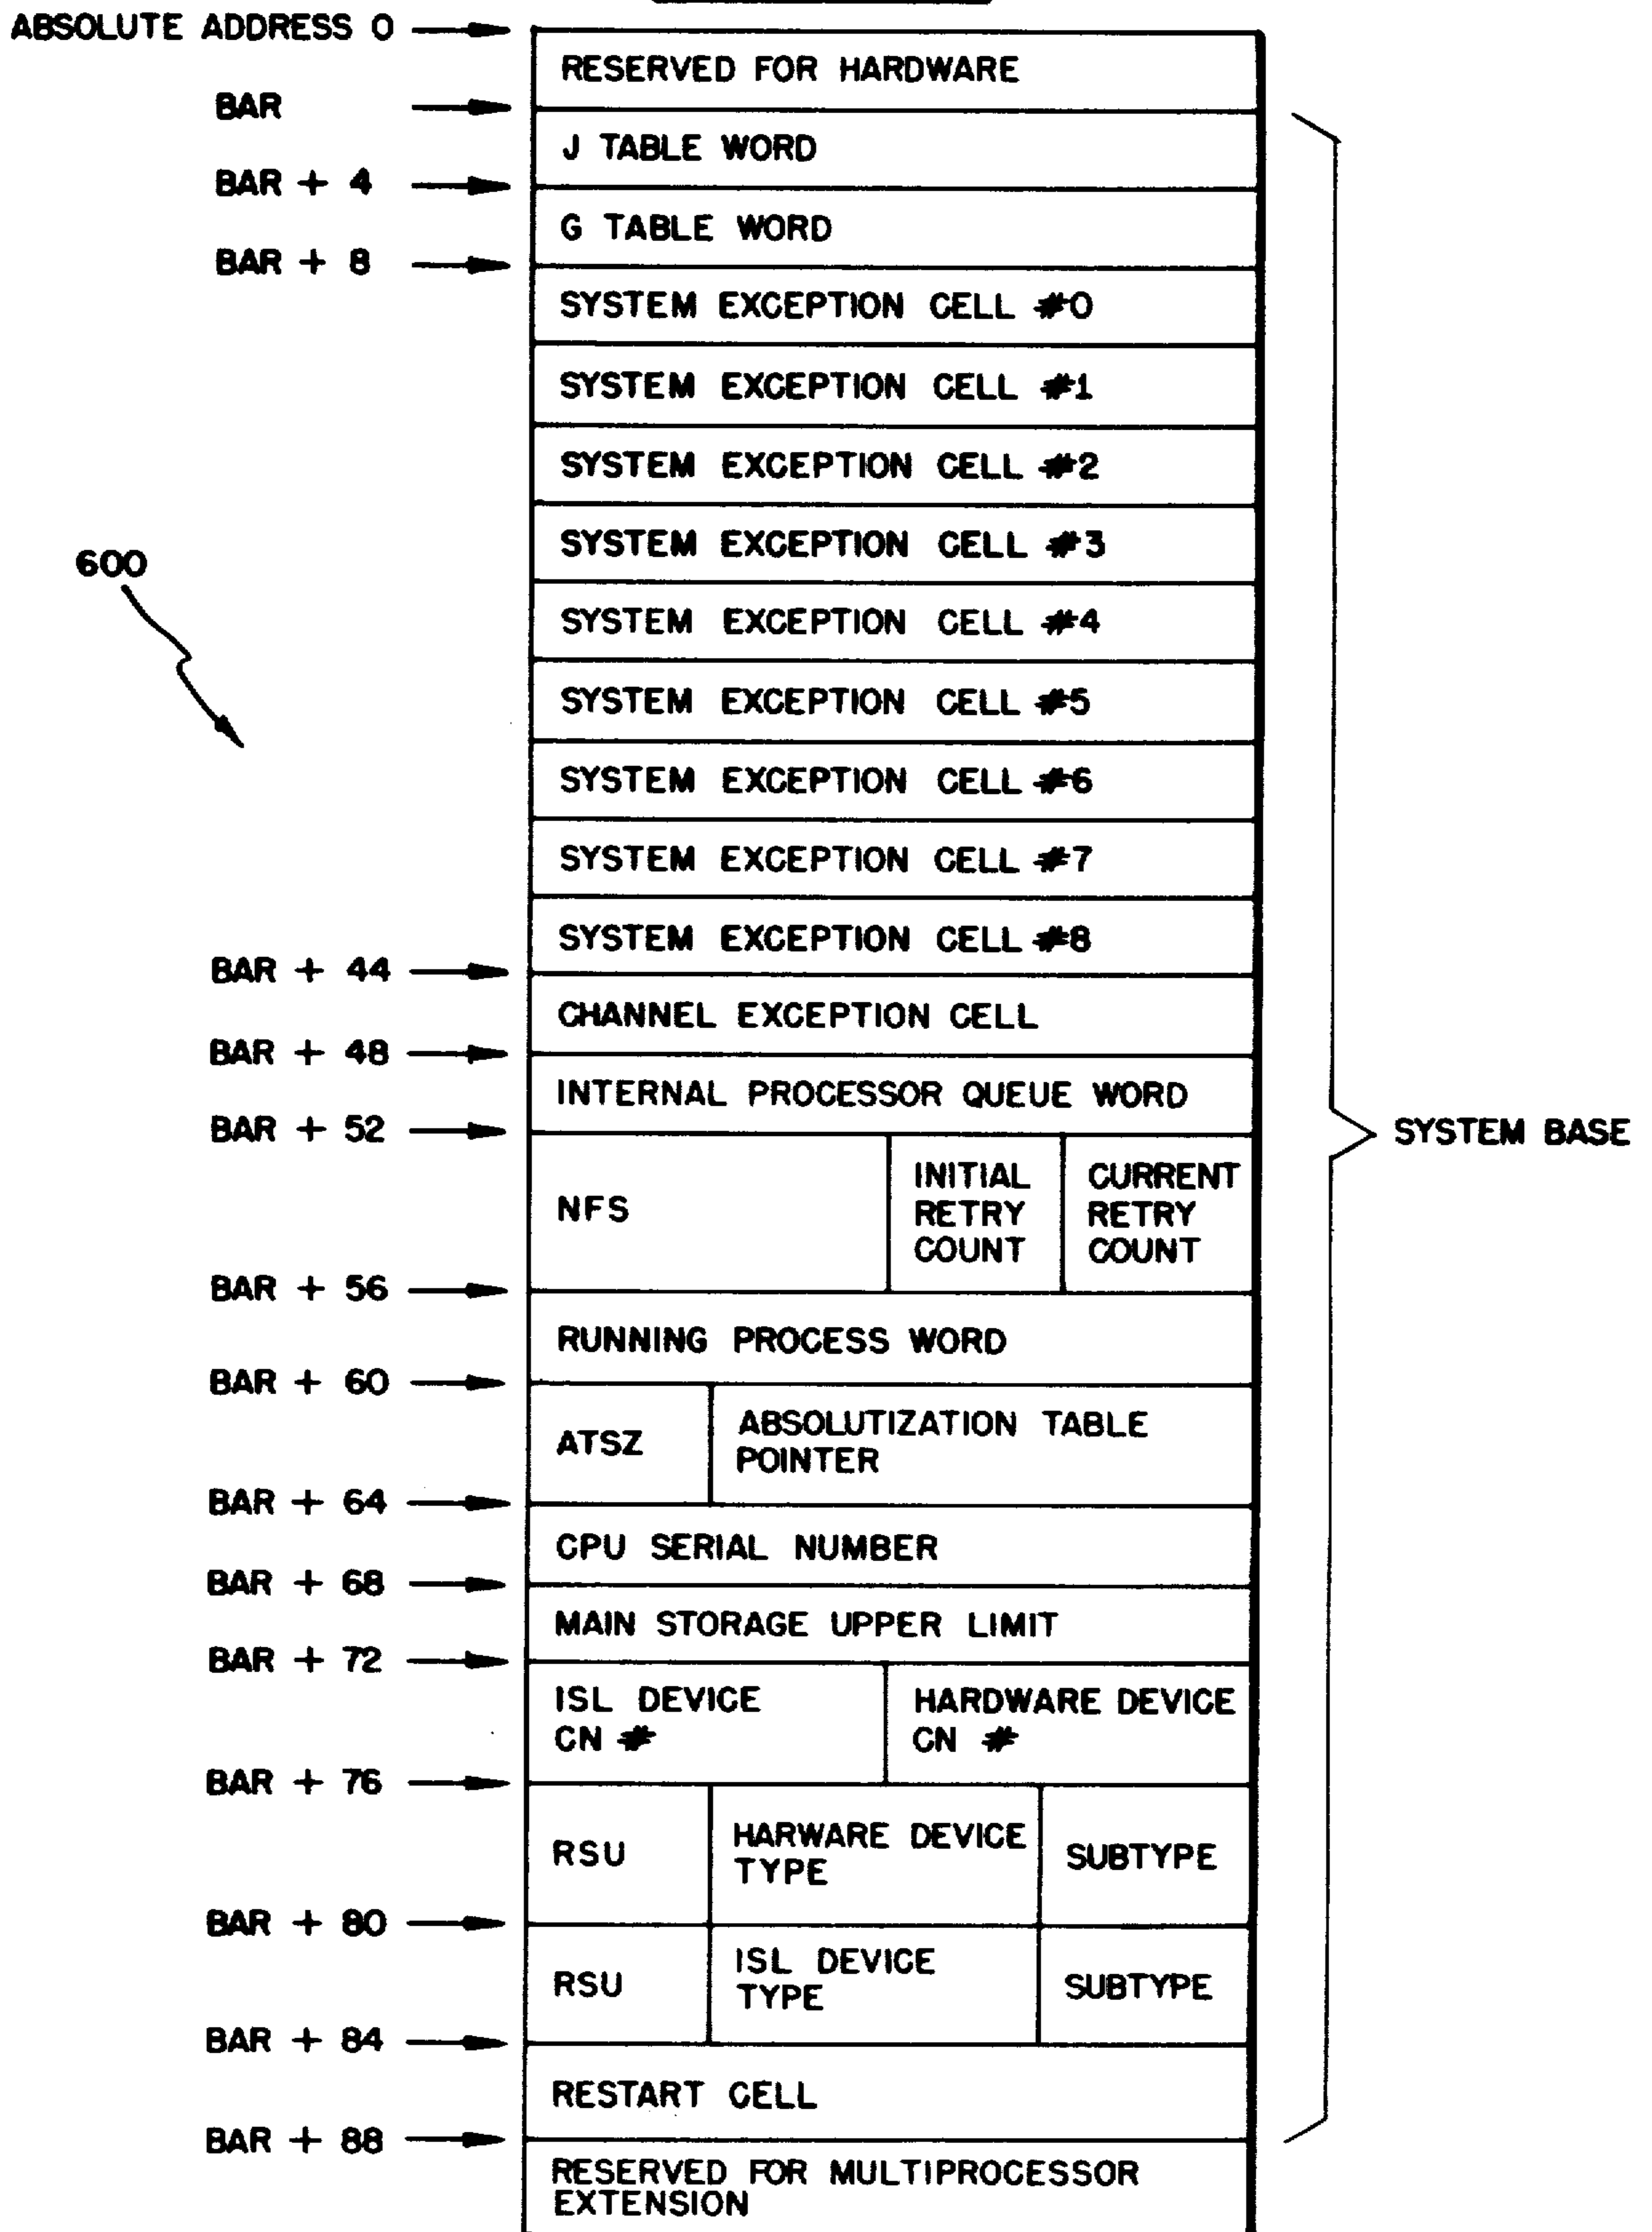 ABSOLUTE ADDRESS 0
RESERVED FOR HARDWARE
BAR
J TABLE WORD
BAR + 4
G TABLE WORD
BAR + 8
SYSTEM EXCEPTION CELL #0
SYSTEM EXCEPTION CELL #1
SYSTEM EXCEPTION CELL #2
SYSTEM EXCEPTION CELL #3
600
SYSTEM EXCEPTION CELL #4
SYSTEM EXCEPTION CELL #5
SYSTEM EXCEPTION CELL #6
SYSTEM EXCEPTION CELL #7
SYSTEM EXCEPTION CELL #8
BAR + 44
CHANNEL EXCEPTION CELL
BAR + 48
INTERNAL PROCESSOR QUEUE WORD
BAR + 52
SYSTEM BASE
NFS
INITIAL
RETRY
COUNT
CURRENT
RETRY
COUNT
BAR + 56
RUNNING PROCESS WORD
BAR + 60
ATSZ
ABSOLUTIZATION TABLE
POINTER
BAR + 64
CPU SERIAL NUMBER
BAR + 68
MAIN STORAGE UPPER LIMIT
BAR + 72
ISL DEVICE
CN #
HARDWARE DEVICE
CN #
BAR + 76
RSU
HARWARE DEVICE
TYPE
SUBTYPE
BAR + 80
RSU
ISL DEVICE
TYPE
SUBTYPE
BAR + 84
RESTART CELL
BAR + 88
RESERVED FOR MULTIPROCESSOR
EXTENSION